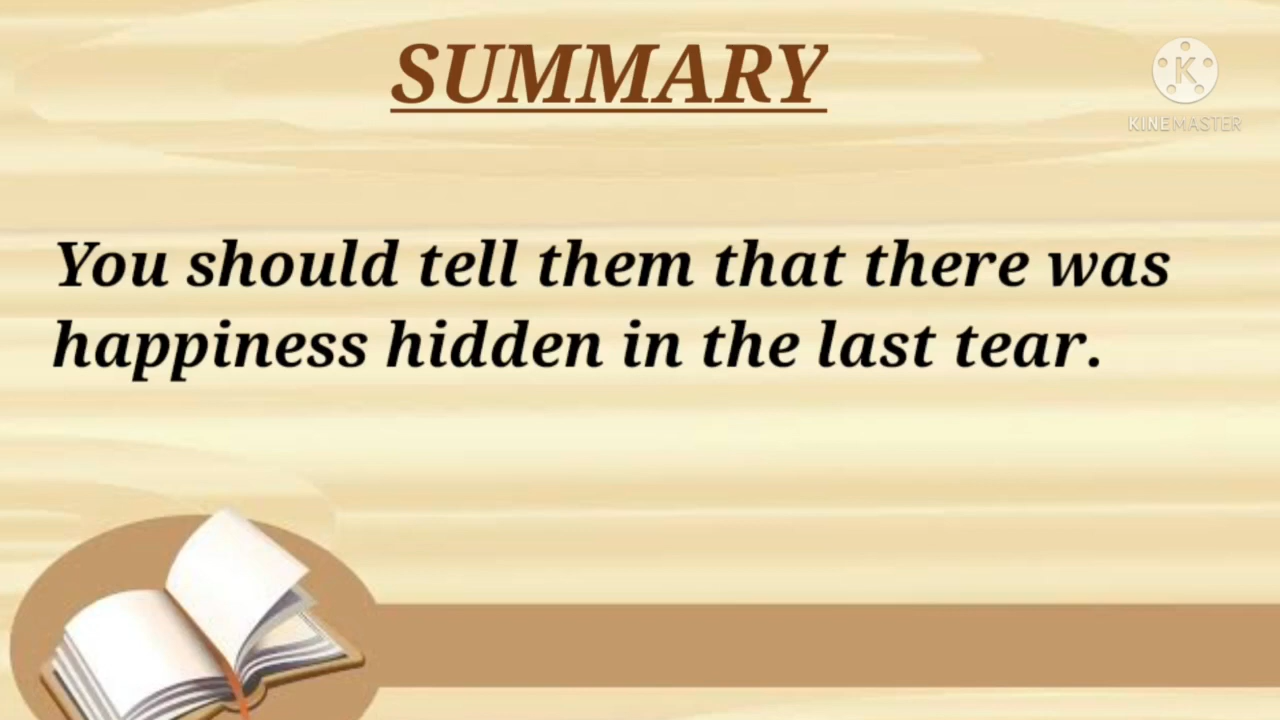 SUMMARY
K
KINEMASTER
You should tell them that there was
happiness hidden in the last tear.